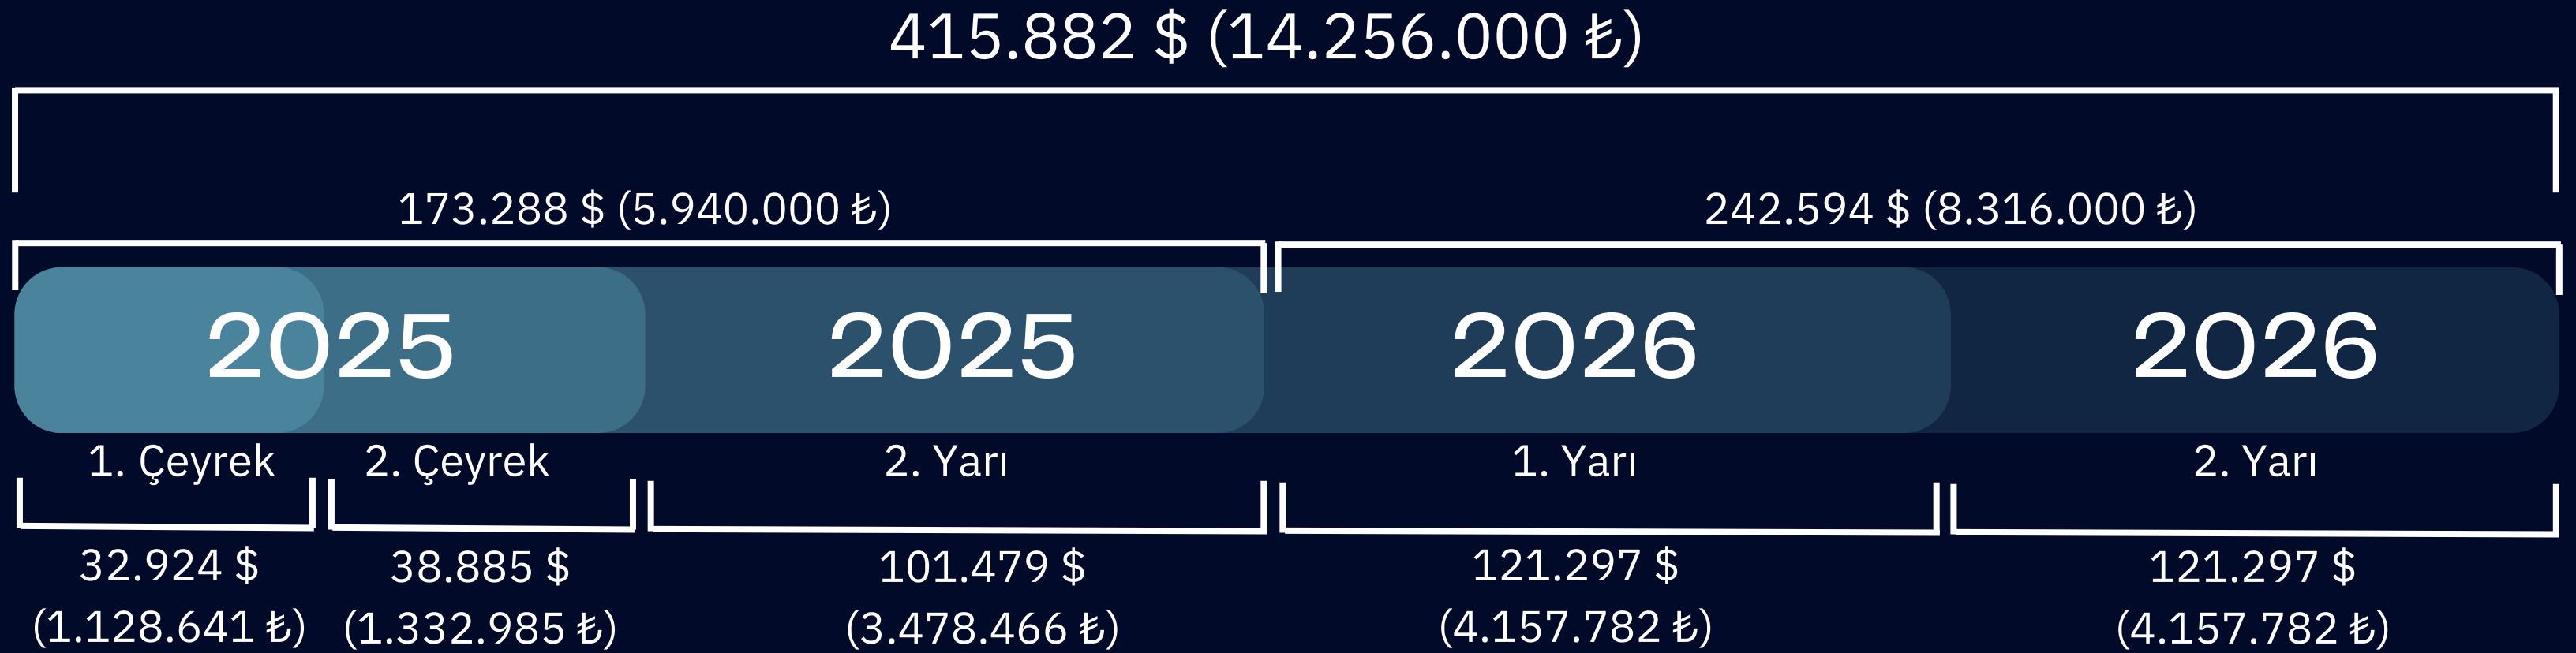 415.882 $ (14.256.000 ₺)
173.288 $ (5.940.000 ₺)
242.594 $ (8.316.000 ₺)
2025
2025
2026
2026
1. Çeyrek
2. Çeyrek
2. Yarı
1. Yarı
2. Yarı
32.924 $
(1.128.641 ₺)
38.885 $
(1.332.985 ₺)
101.479 $
(3.478.466 ₺)
121.297 $
(4.157.782 ₺)
121.297 $
(4.157.782 ₺)